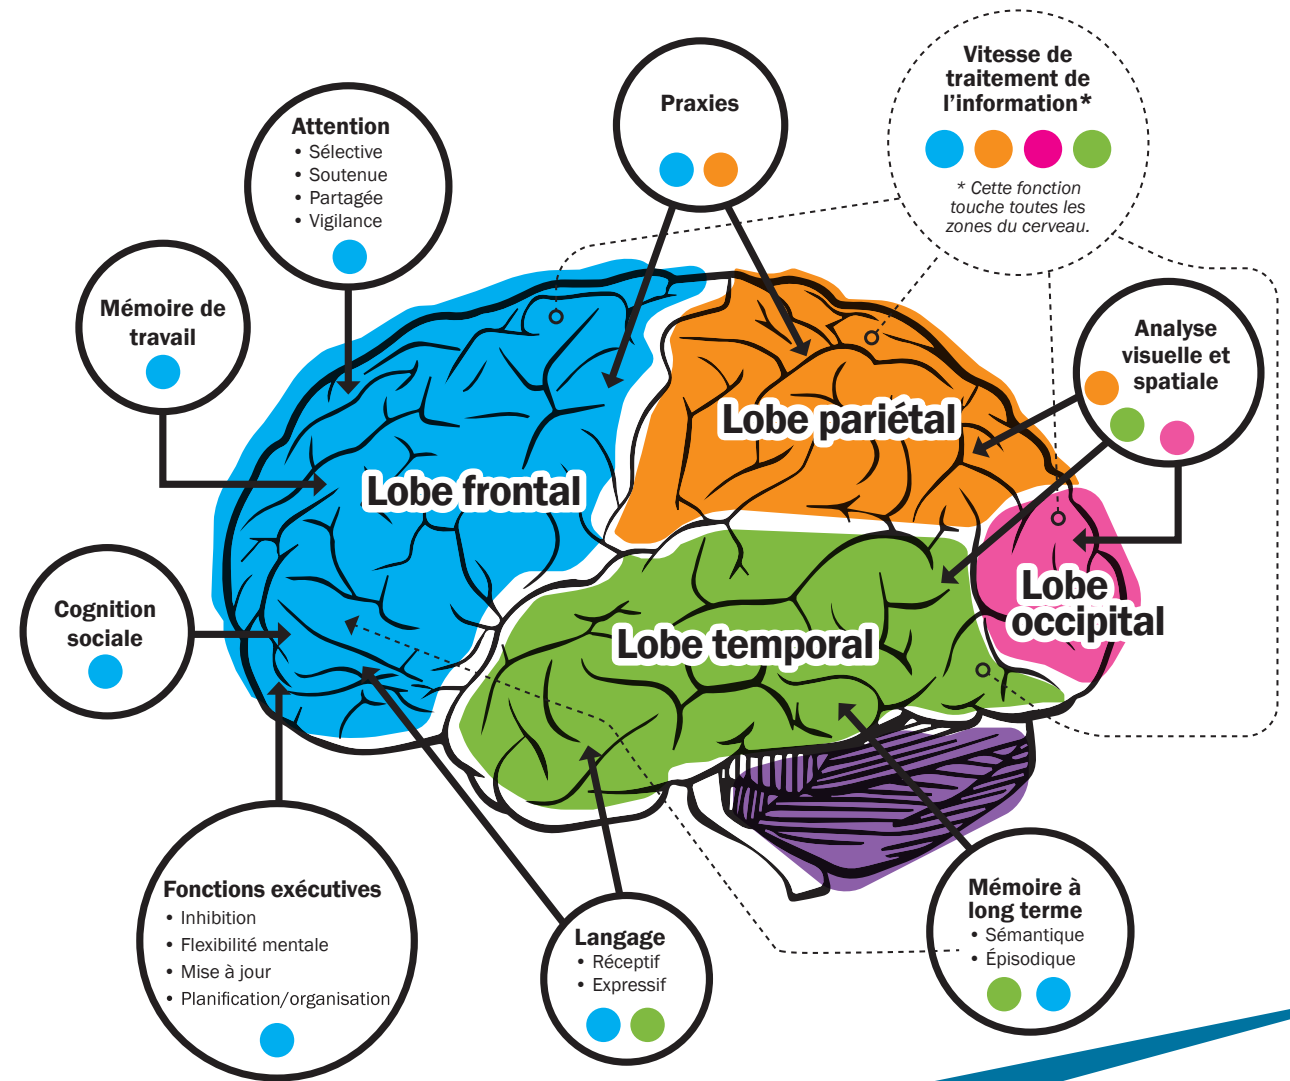 Vitesse de
traitement de
l’information*
* Cette fonction
touche toutes les
zones du cerveau.
Praxies
Attention
• Sélective
• Soutenue
• Partagée
• Vigilance
Mémoire de
travail
Analyse
visuelle et
spatiale
Lobe pariétal
Lobe frontal
Lobe
occipital
Lobe temporal
Cognition
sociale
Fonctions exécutives
• Inhibition
• Flexibilité mentale
• Mise à jour
• Planification/organisation
Langage
• Réceptif
• Expressif
Mémoire à
long terme
• Sémantique
• Épisodique